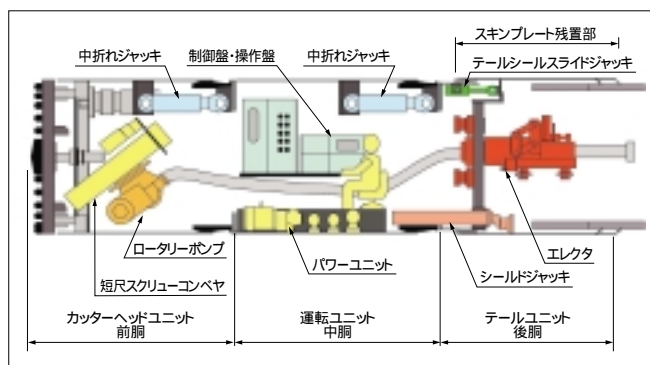 スキンプレート残置部
中折れジャッキ
制御盤・操作盤
中折れジャッキ
テールシールスライドジャッキ
ロータリーポンプ
パワーユニット
エレクタ
短尺スクリューコンベヤ
シールドジャッキ
カッターヘッドユニット
前胴
運転ユニット
中胴
テールユニット
後胴